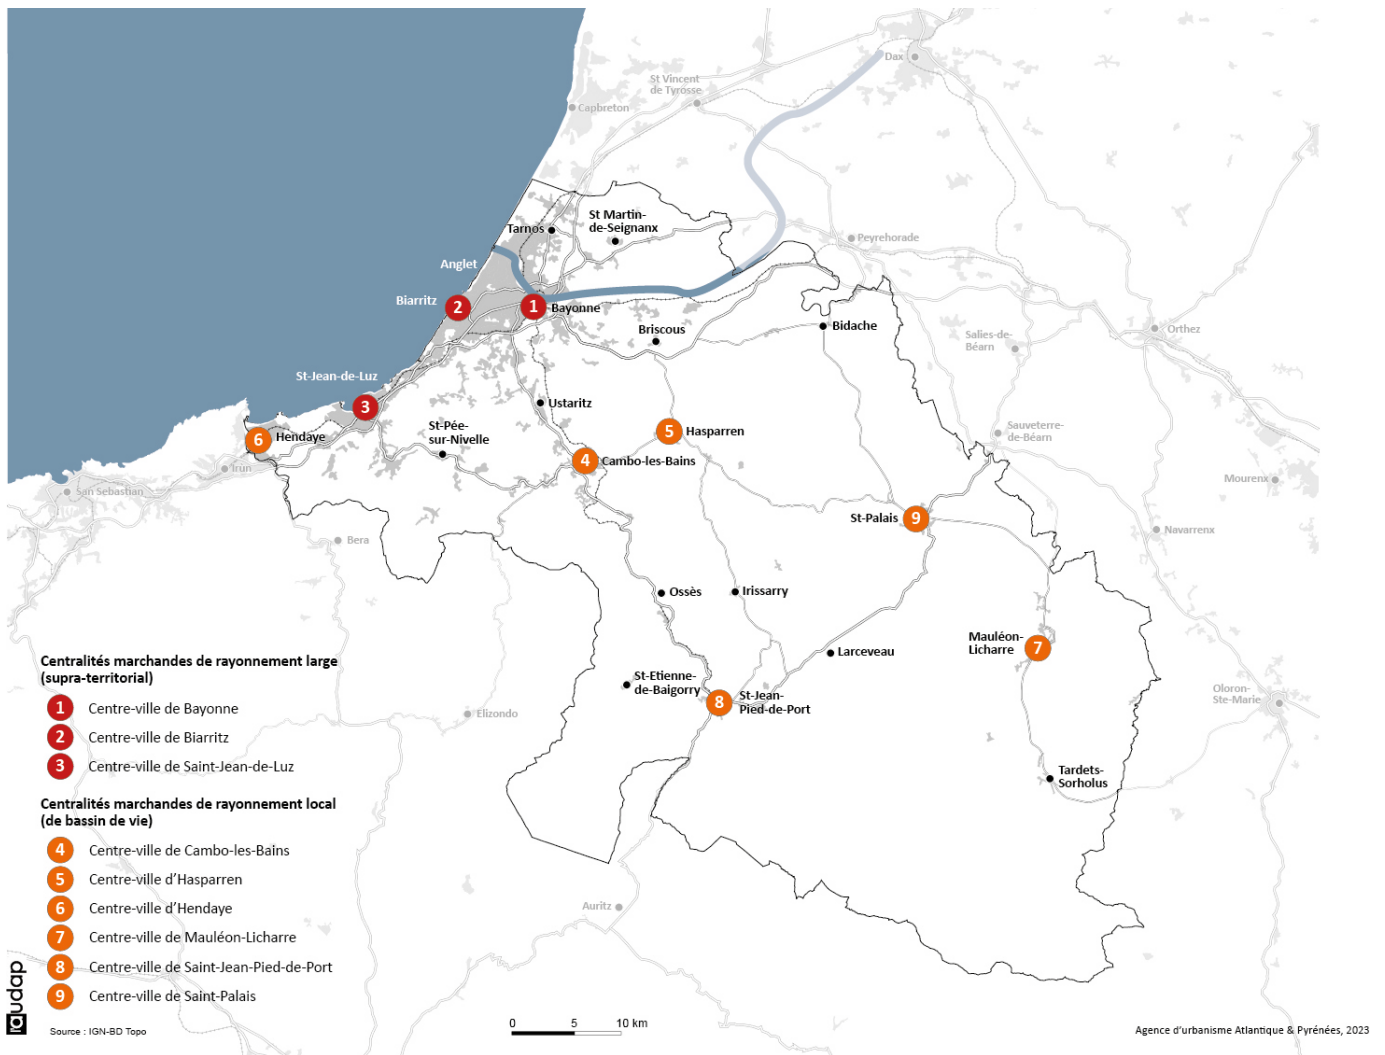 Dax
St Vincent
de Tyrosse
Capbreton
St Martin-
de-Seignanx
Tarnos
Peyrehorade
Anglet
Biarritz
2
1
Bayonne
Briscous
Bidache
Orthez
Salies-de-
Béarn
St-Jean-de-Luz
3
Ustaritz
St-Pée-
sur-Nivelle
5
Hasparren
Sauveterre-
de-Béarn
6
Hendaye
4
Cambo-les-Bains
Irun
San Sebastian
Mourenx
St-Palais
9
Navarrenx
Bera
Ossès
Irissarry
Mauléon-
Licharre
7
Larceveau
St-Etienne-
de-Baigorry
8
St-Jean-
Pied-de-Port
Oloron-
Ste-Marie
Elizondo
Tardets-
Sorholus
Auritz
Centralités marchandes de rayonnement large
(supra-territorial)
1 Centre-ville de Bayonne
2 Centre-ville de Biarritz
3 Centre-ville de Saint-Jean-de-Luz
Centralités marchandes de rayonnement local
(de bassin de vie)
4 Centre-ville de Cambo-les-Bains
5 Centre-ville d'Hasparren
6 Centre-ville d'Hendaye
7 Centre-ville de Mauléon-Licharre
8 Centre-ville de Saint-Jean-Pied-de-Port
9 Centre-ville de Saint-Palais
audap
Source : IGN-BD Topo
0 5 10 km
Agence d'urbanisme Atlantique & Pyrénées, 2023